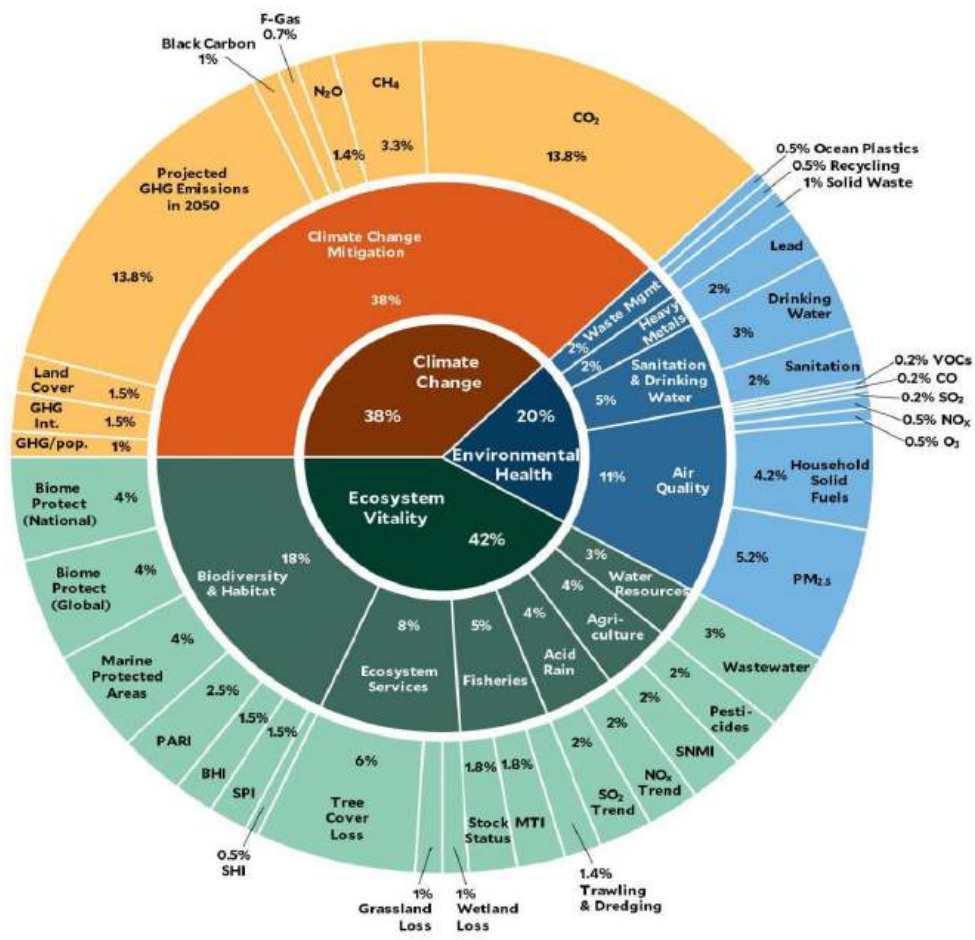 F-Gas
0.7%
Black Carbon
1%
N₂O
1.4%
CH₄
3.3%
CO₂
13.8%
0.5% Ocean Plastics
0.5% Recycling
1% Solid Waste
Projected
GHG Emissions
in 2050
13.8%
Climate Change
Mitigation
38%
Lead
2%
Drinking
Water
3%
Waste Mgmt
2%
Heavy
Metals
2%
Sanitation
& Drinking
Water
5%
Sanitation
2%
0.2% VOCs
0.2% CO
0.2% SO₂
0.5% NOₓ
0.5% O₃
Land
Cover
1.5%
GHG
Int.
1.5%
GHG/pop.
1%
Climate
Change
38%
20%
Environmental
Health
Air
Quality
11%
4.2%
Household
Solid
Fuels
5.2%
PM₂.₅
Ecosystem
Vitality
42%
Biome
Protect
(National)
4%
Biome
Protect
(Global)
4%
18%
Biodiversity
& Habitat
3%
Water
Resources
4%
Agri-
culture
4%
Acid
Rain
5%
Fisheries
8%
Ecosystem
Services
3%
Wastewater
2%
Pesti-
cides
2%
SNMI
2%
NOₓ
Trend
2%
SO₂
Trend
4%
Marine
Protected
Areas
2.5%
PARI
1.5%
BHI
1.5%
SPI
0.5%
SHI
6%
Tree
Cover
Loss
1%
Grassland
Loss
1%
Wetland
Loss
1.8%
Stock
Status
1.8%
MTI
1.4%
Trawling
& Dredging